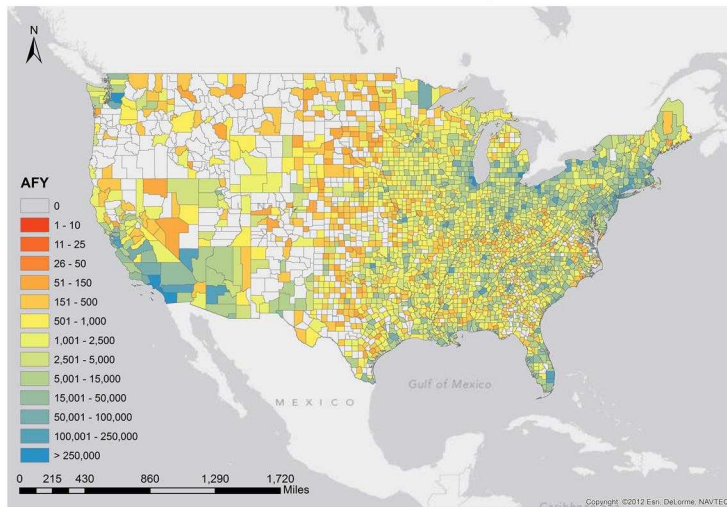 N
AFY
0
1 - 10
11 - 25
26 - 50
51 - 150
151 - 500
501 - 1,000
1,001 - 2,500
2,501 - 5,000
5,001 - 15,000
15,001 - 50,000
50,001 - 100,000
100,001 - 250,000
> 250,000
Gulf of Mexico
MEXICO
0 215 430 860 1,290 1,720
Miles
Caribbean
Copyright: ©2012 Esri, DeLorme, NAVTEC